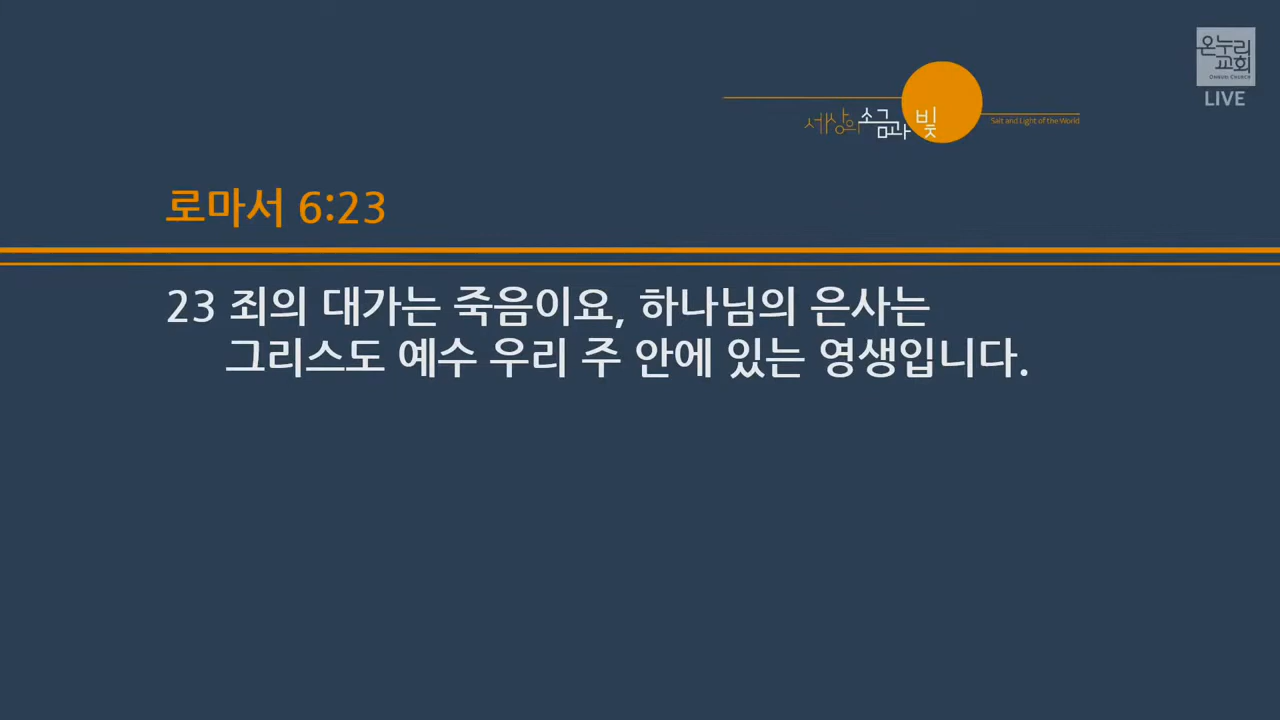 온누리
교회
ONNURI CHURCH
LIVE
세상의 소금과 빛
Salt and Light of the World
로마서 6:23
23 죄의 대가는 죽음이요, 하나님의 은사는
그리스도 예수 우리 주 안에 있는 영생입니다.